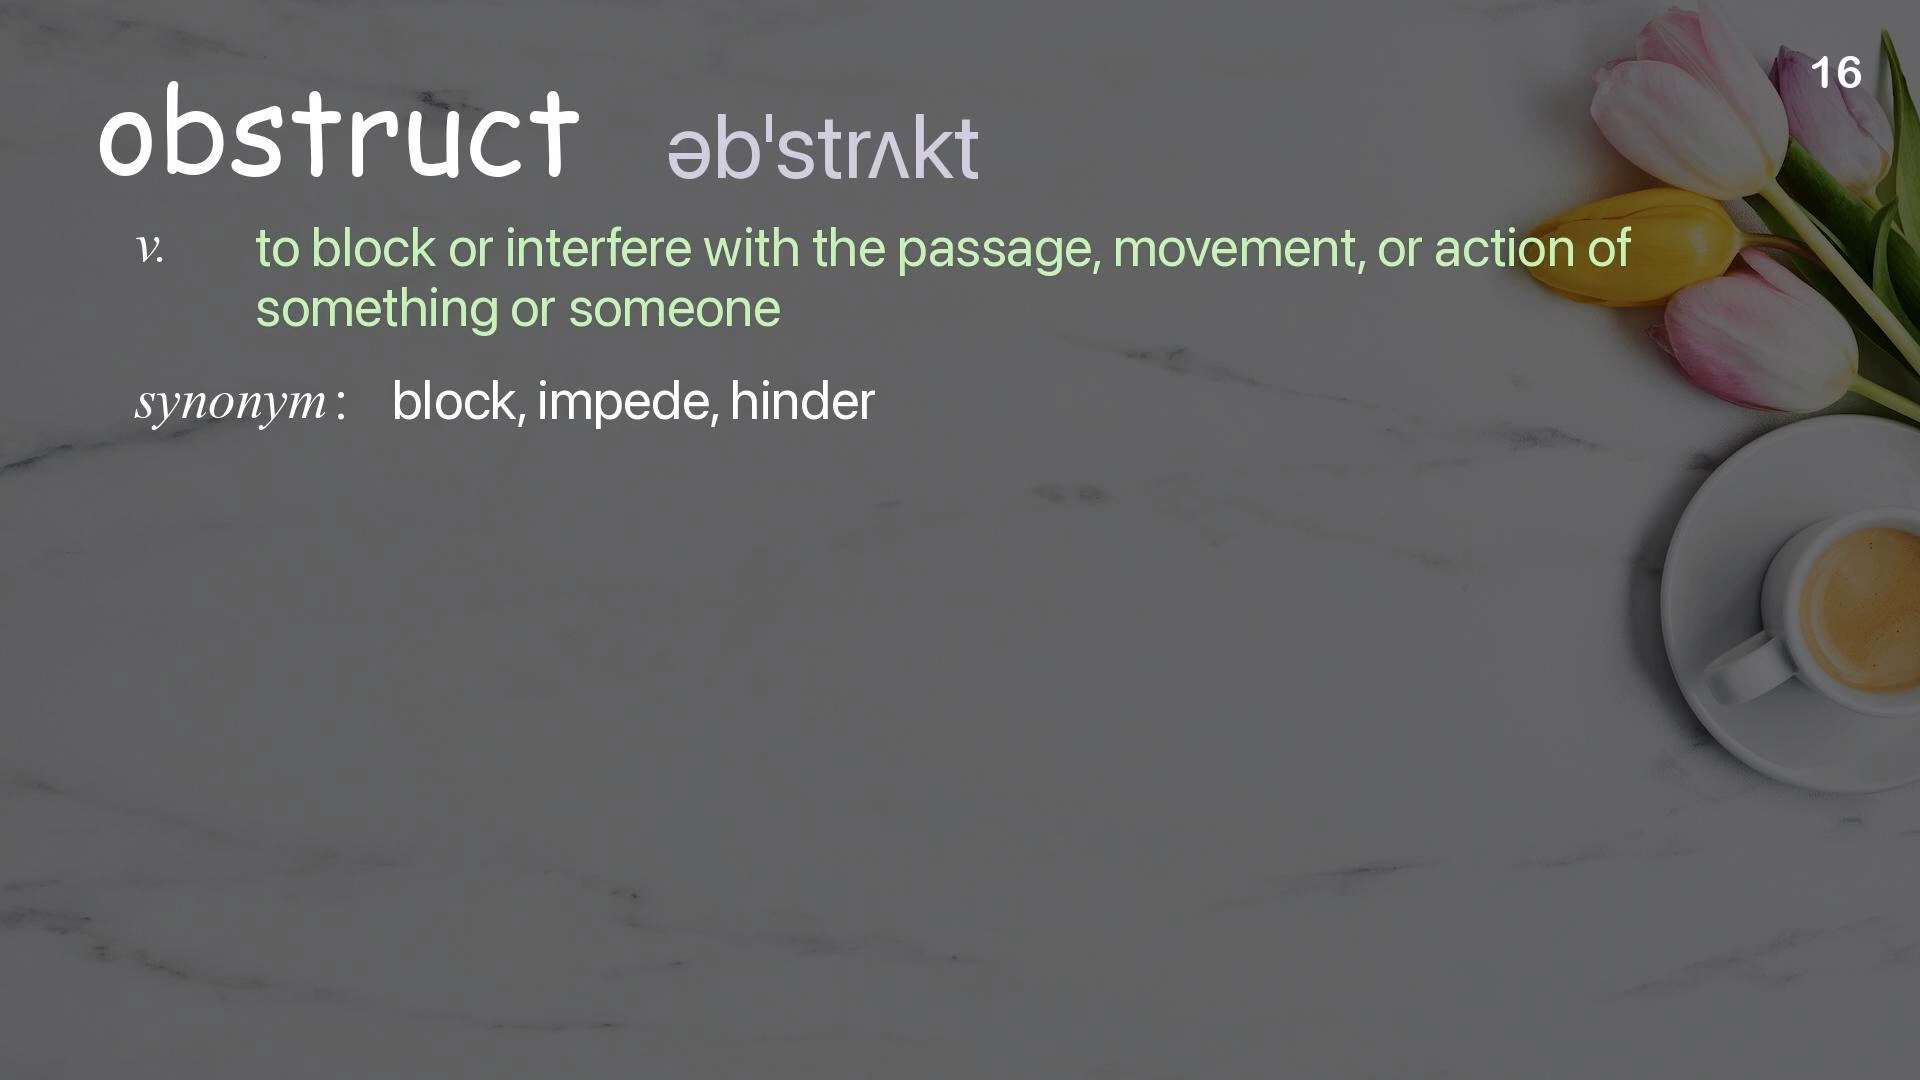 16
obstruct əbˈstrʌkt
v. to block or interfere with the passage, movement, or action of
something or someone
synonym : block, impede, hinder